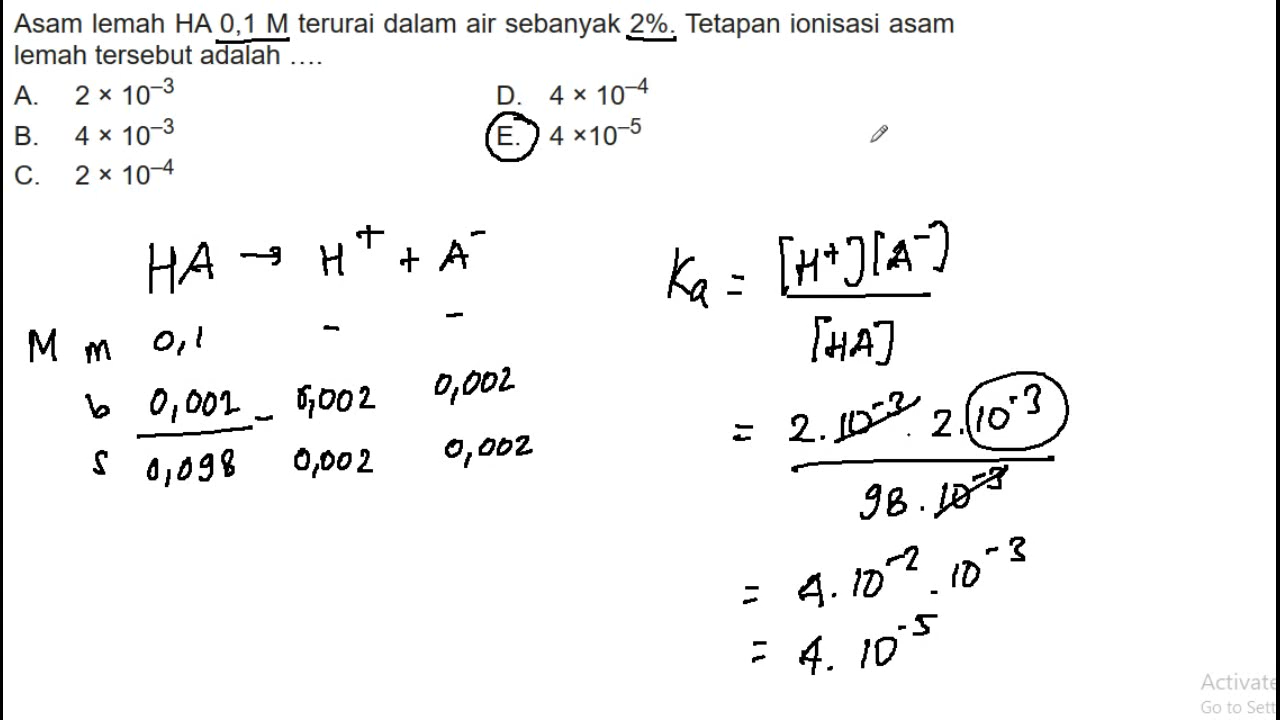 Asam lemah HA 0,1 M terurai dalam air sebanyak 2%. Tetapan ionisasi asam
lemah tersebut adalah ….
A. 2 × 10⁻³
B. 4 × 10⁻³
C. 2 × 10⁻⁴
D. 4 × 10⁻⁴
E. 4 ×10⁻⁵
HA → H⁺ + A⁻
M m 0,1 - -
b 0,002 - 0,002 0,002
s 0,098 0,002 0,002
Ka = [H⁺][A⁻]
[HA]
= 2.10⁻³ . 2.10⁻³
98.10⁻³
= 4.10⁻² . 10⁻³
= 4. 10⁻⁵
Activate
Go to Sett